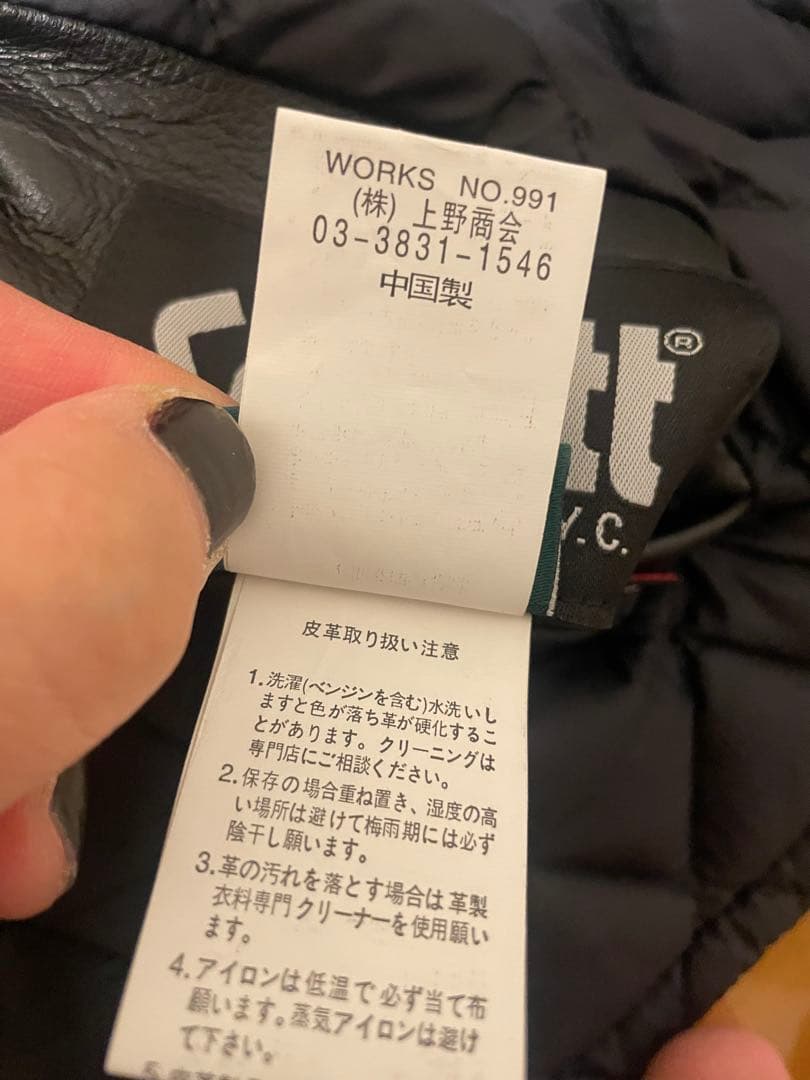 WORKS NO.991
(株) 上野商会
03-3831-1546
中国製
tt®
Y.C.
皮革取り扱い注意
1.洗濯(ベンジンを含む)水洗いし
ますと色が落ち革が硬化するこ
とがあります。クリーニングは
専門店にご相談ください。
2.保存の場合重ね置き、湿度の高
い場所は避けて梅雨期には必ず
陰干し願います。
3.革の汚れを落とす場合は革製
衣料専門クリーナーを使用願い
ます。
4.アイロンは低温で必ず当て布
願います。蒸気アイロンは避け
て下さい。